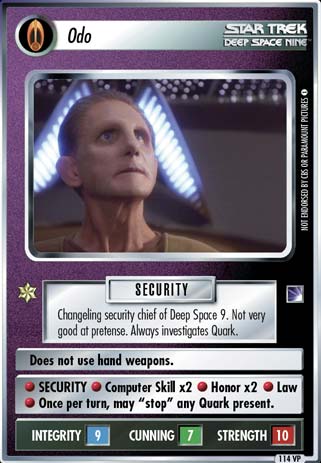 Odo
STAR TREK
DEEP SPACE NINE™
NOT ENDORSED BY CBS OR PARAMOUNT PICTURES
SECURITY
Changeling security chief of Deep Space 9. Not very
good at pretense. Always investigates Quark.
Does not use hand weapons.
• SECURITY • Computer Skill x2 • Honor x2 • Law
• Once per turn, may “stop” any Quark present.
INTEGRITY 9 CUNNING 7 STRENGTH 10
114 VP